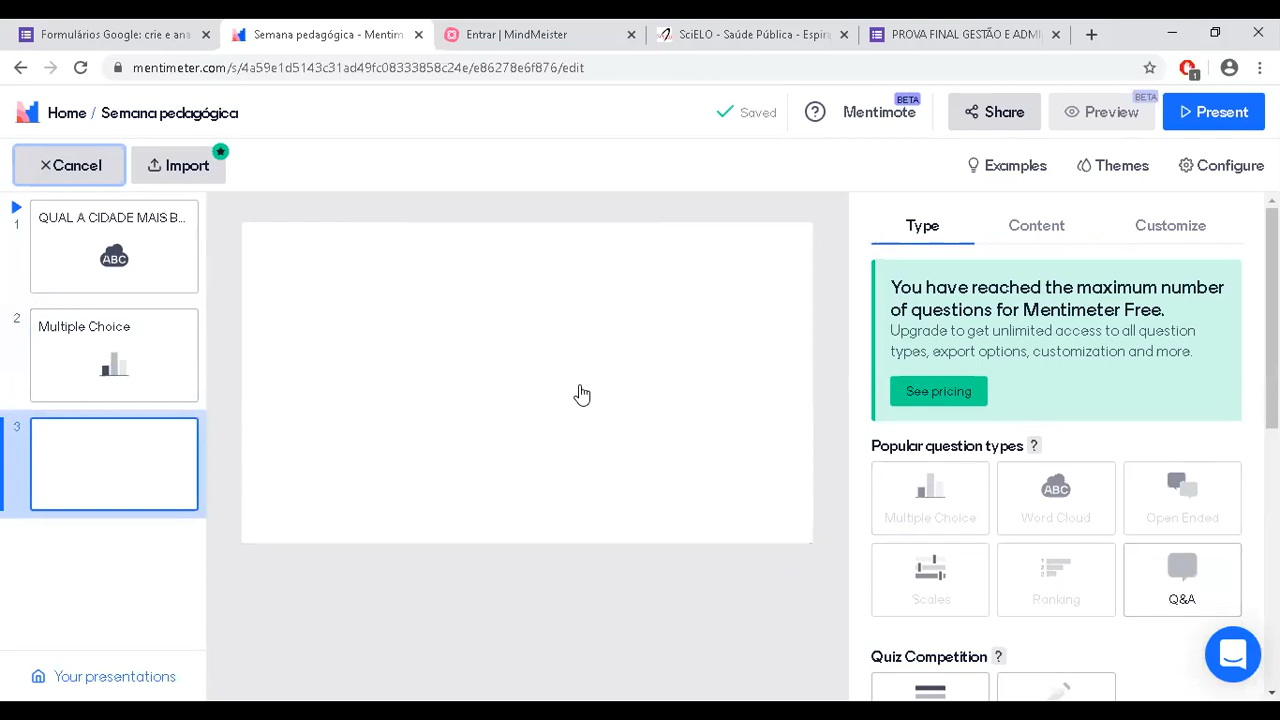 Formulários Google: crie e ana
Semana pedagógica - Mentim
Entrar | MindMeister
SciELO - Saúde Pública - Espira
PROVA FINAL GESTÃO E ADMI
mentimeter.com/s/4a59e1d5143c31ad49fc08333858c24e/e86278e6f876/edit
1
Home / Semana pedagógica
Saved
Mentimote
BETA
Share
Preview
BETA
Present
Cancel
Import
Examples
Themes
Configure
1
QUAL A CIDADE MAIS B...
ABC
2
Multiple Choice
3
Your presentations
Type
Content
Customize
You have reached the maximum number
of questions for Mentimeter Free.
Upgrade to get unlimited access to all question
types, export options, customization and more.
See pricing
Popular question types ?
Multiple Choice
ABC
Word Cloud
Open Ended
Scales
Ranking
Q&A
Quiz Competition ?